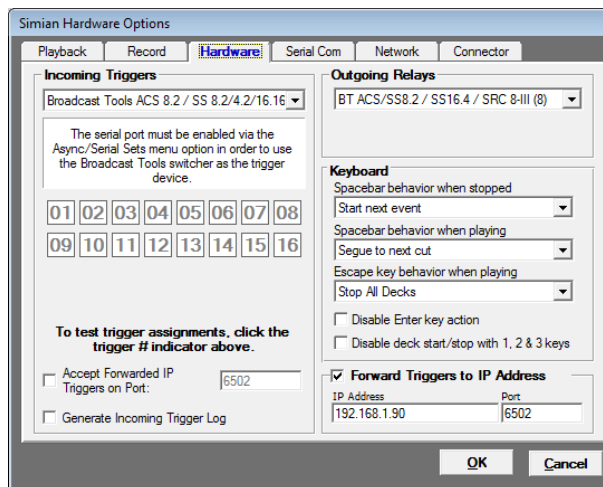 Simian Hardware Options
Playback
Record
Hardware
Serial Com
Network
Connector
Incoming Triggers
Broadcast Tools ACS 8.2 / SS 8.2/4.2/16.16
The serial port must be enabled via the
Async/Serial Sets menu option in order to use
the Broadcast Tools switcher as the trigger
device.
01 02 03 04 05 06 07 08
09 10 11 12 13 14 15 16
To test trigger assignments, click the
trigger # indicator above.
Accept Forwarded IP
Triggers on Port:
6502
Generate Incoming Trigger Log
Outgoing Relays
BT ACS/SS8.2 / SS16.4 / SRC 8-III (8)
Keyboard
Spacebar behavior when stopped
Start next event
Spacebar behavior when playing
Segue to next cut
Escape key behavior when playing
Stop All Decks
Disable Enter key action
Disable deck start/stop with 1, 2 & 3 keys
Forward Triggers to IP Address
IP Address
Port
192.168.1.90
6502
OK
Cancel